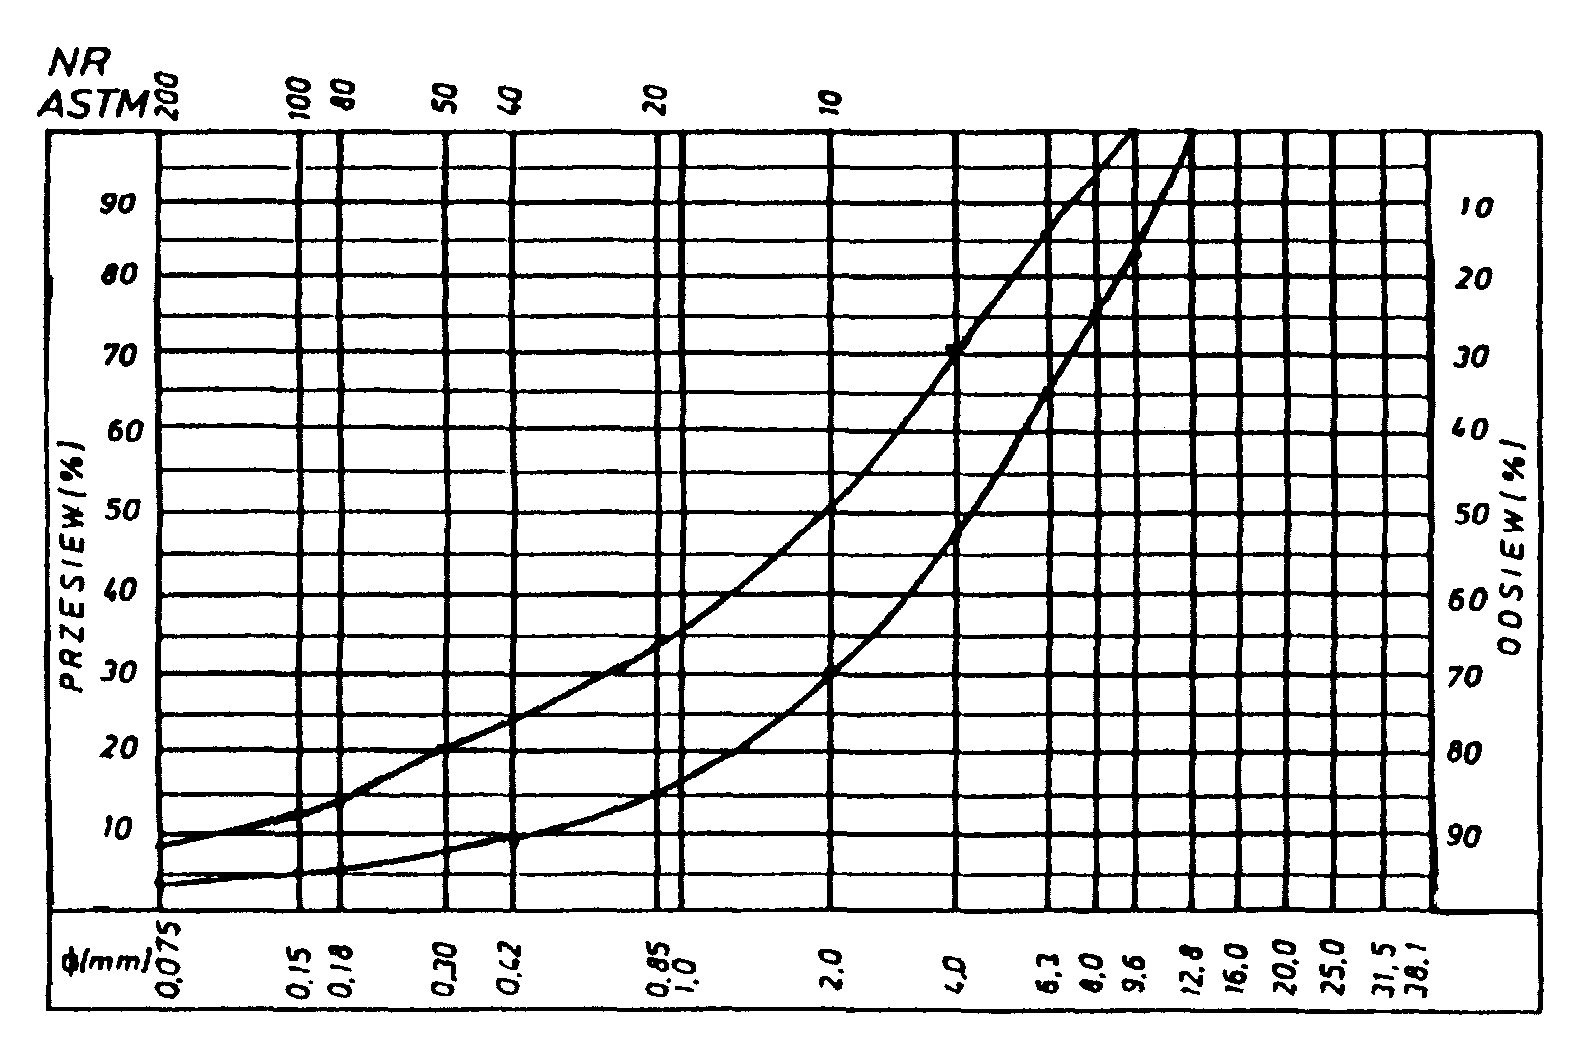 NR
ASTM 200 100 80 50 40 20 10
90 10
80 20
70 30
60 40
50 50
40 60
30 70
20 80
10 90
PRZESIEW (%)
ODSIEW (%)
ϕ(mm) 0,075 0,15 0,18 0,30 0,42 0,85 1,0 2,0 4,0 6,3 8,0 9,6 12,8 16,0 20,0 25,0 31,5 38,1